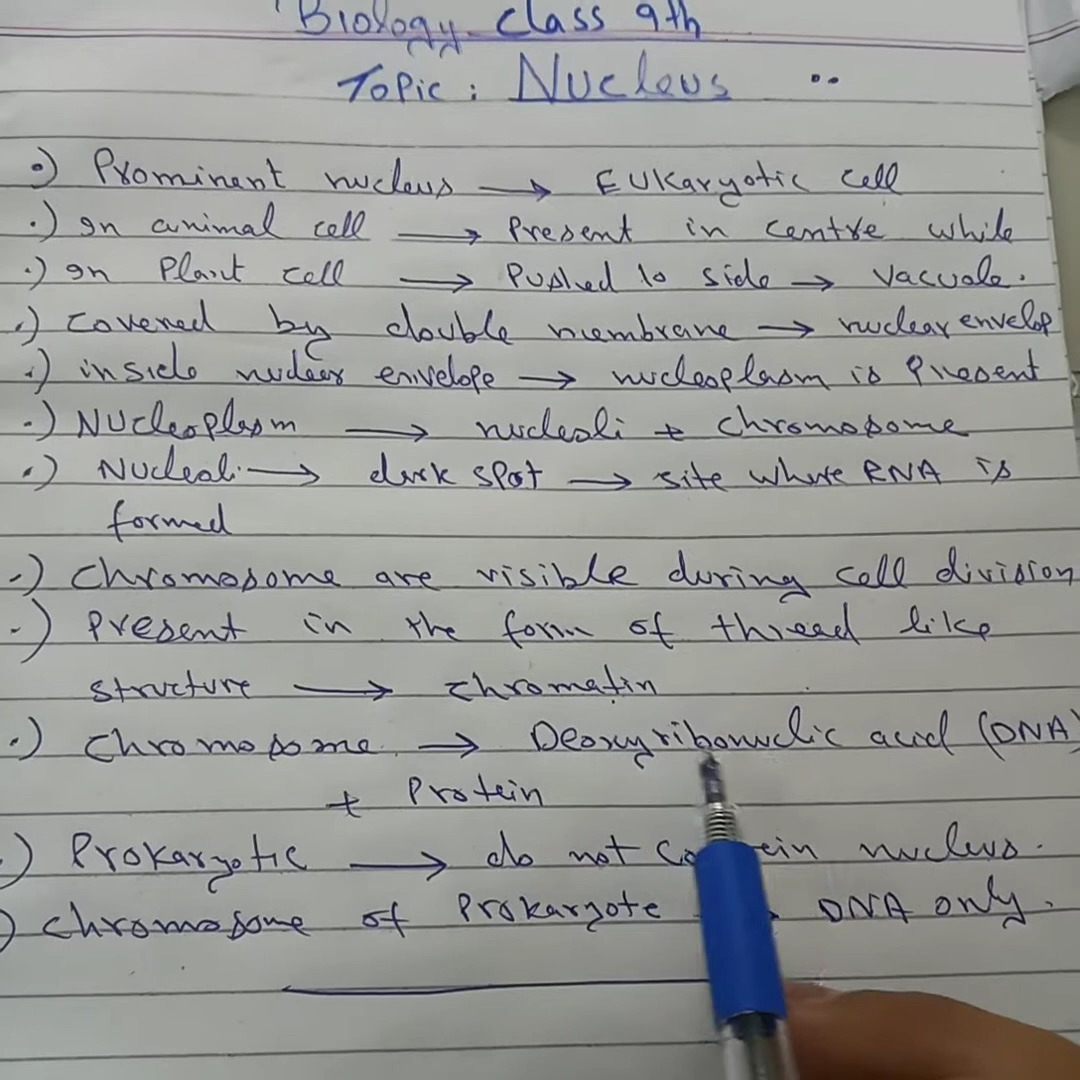 Biology class 9th
Topic: Nucleus
•) Prominent nucleus → Eukaryotic cell
•) In animal cell → Present in centre while
•) In Plant cell → Pushed to side → Vacuole.
•) covered by double membrane → nuclear envelop
•) inside nuclear envelope → nucleoplasm is Present
•) Nucleoplasm → nucleoli + chromosome
•) Nucleoli → dark spot → site where RNA is
formed
•) Chromosome are visible during cell division
•) Present in the form of thread like
structure → chromatin
•) Chromosome → Deoxyribonuclic acid (DNA)
+ Protein
) Prokaryotic → do not nucleus.
) chromosome of Prokaryote DNA only.